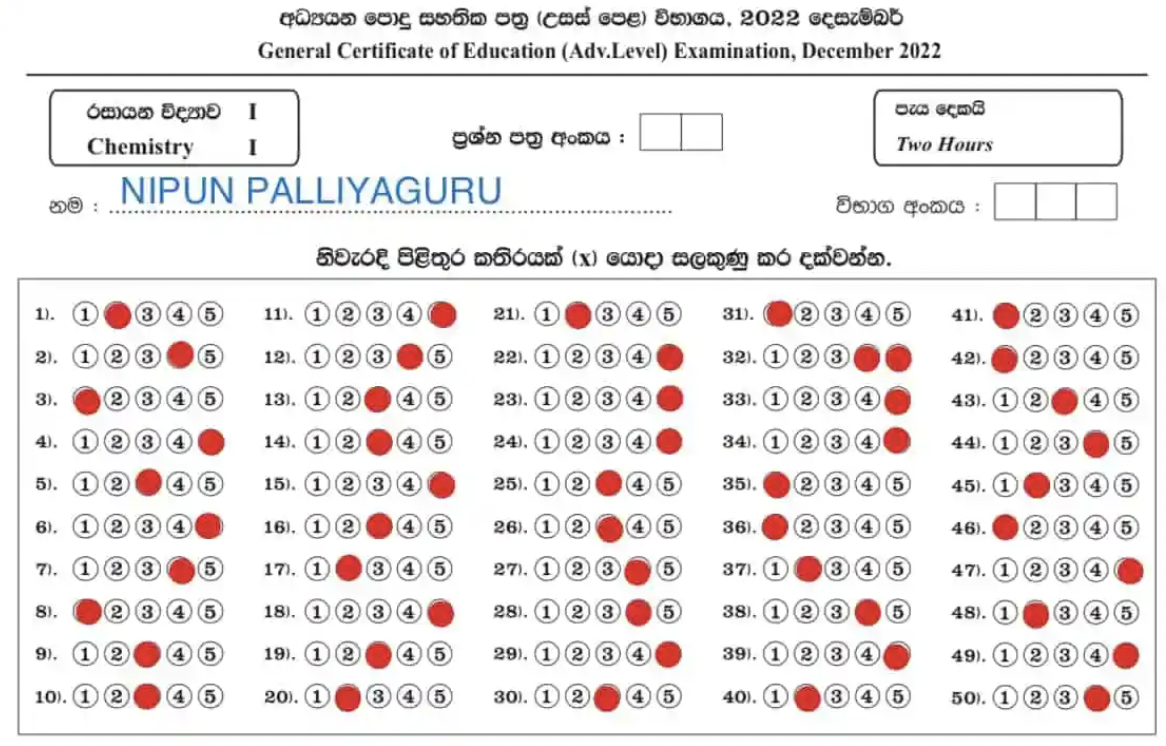 අධ්‍යයන පොදු සහතික පත්‍ර (උසස් පෙළ) විභාගය, 2022 දෙසැම්බර්
General Certificate of Education (Adv.Level) Examination, December 2022
රසායන විද්‍යාව I
Chemistry I
ප්‍රශ්න පත්‍ර අංකය :
පැය දෙකයි
Two Hours
නම : NIPUN PALLIYAGURU
විභාග අංකය :
නිවැරදි පිළිතුර කතිරයක් (x) යොදා සලකුණු කර දක්වන්න.
1). 1 3 4 5 11). 1 2 3 4 21). 1 3 4 5 31). 2 3 4 5 41). 2 3 4 5
2). 1 2 3 5 12). 1 2 3 5 22). 1 2 3 4 32). 1 2 3 42). 2 3 4 5
3). 2 3 4 5 13). 1 2 4 5 23). 1 2 3 4 33). 1 2 3 4 43). 1 2 4 5
4). 1 2 3 4 14). 1 2 4 5 24). 1 2 3 4 34). 1 2 3 4 44). 1 2 3 5
5). 1 2 4 5 15). 1 2 3 4 25). 1 2 4 5 35). 2 3 4 5 45). 1 3 4 5
6). 1 2 3 4 16). 1 2 4 5 26). 1 2 4 5 36). 2 3 4 5 46). 2 3 4 5
7). 1 2 3 5 17). 1 3 4 5 27). 1 2 3 5 37). 1 3 4 5 47). 1 2 3 4
8). 2 3 4 5 18). 1 2 3 4 28). 1 2 3 5 38). 1 2 3 5 48). 1 3 4 5
9). 1 2 4 5 19). 1 2 4 5 29). 1 2 3 4 39). 1 2 3 4 49). 1 2 3 4
10). 1 2 4 5 20). 1 3 4 5 30). 1 2 4 5 40). 1 3 4 5 50). 1 2 3 5